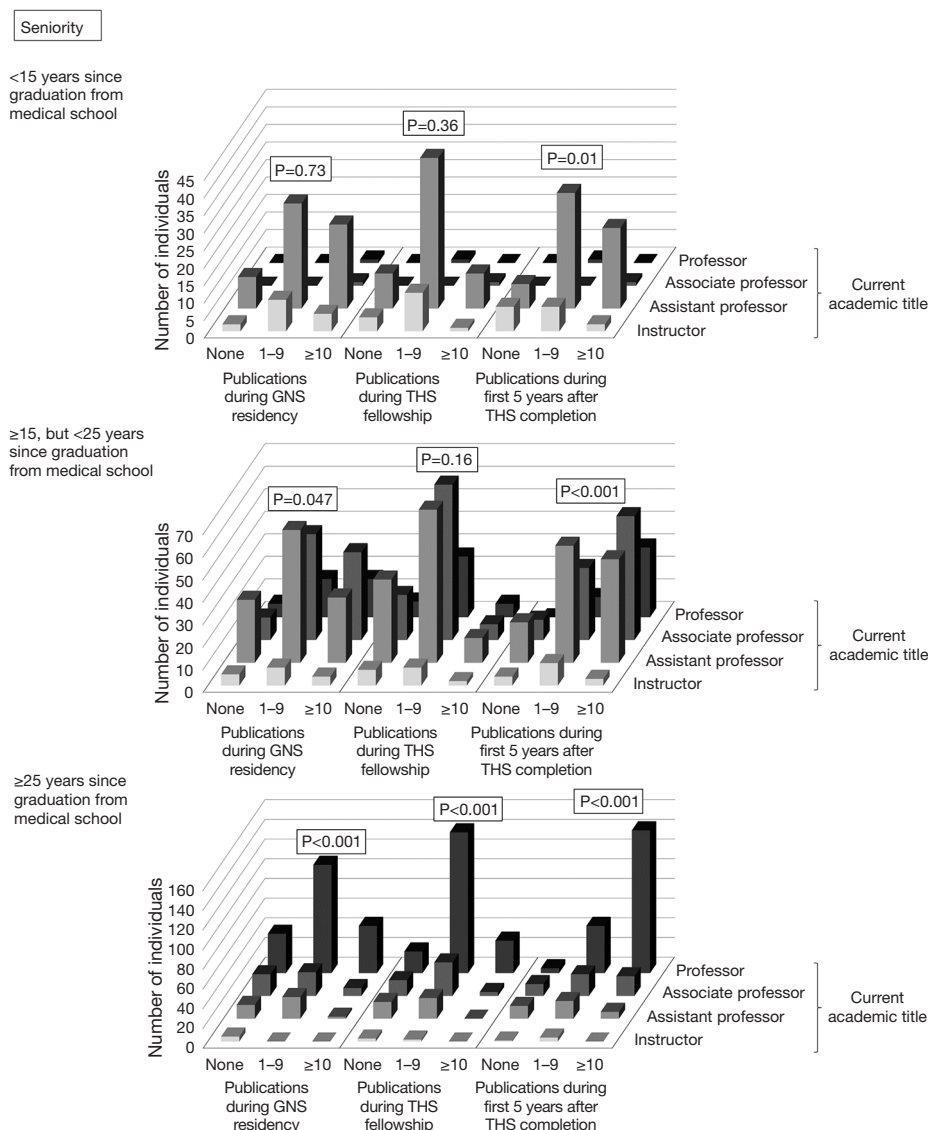 Seniority
<15 years since
graduation from
medical school
P=0.73
P=0.36
P=0.01
Number of individuals
45
40
35
30
25
20
15
10
5
0
Professor
Associate professor
Assistant professor
Instructor
Current
academic title
None 1–9 ≥10 None 1–9 ≥10 None 1–9 ≥10
Publications
during GNS
residency
Publications
during THS
fellowship
Publications during
first 5 years after
THS completion
≥15, but <25 years
since graduation
from medical school
P=0.047
P=0.16
P<0.001
Number of individuals
70
60
50
40
30
20
10
0
Professor
Associate professor
Assistant professor
Instructor
Current
academic title
None 1–9 ≥10 None 1–9 ≥10 None 1–9 ≥10
Publications
during GNS
residency
Publications
during THS
fellowship
Publications during
first 5 years after
THS completion
≥25 years since
graduation from
medical school
P<0.001
P<0.001
P<0.001
Number of individuals
160
140
120
100
80
60
40
20
0
Professor
Associate professor
Assistant professor
Instructor
Current
academic title
None 1–9 ≥10 None 1–9 ≥10 None 1–9 ≥10
Publications
during GNS
residency
Publications
during THS
fellowship
Publications during
first 5 years after
THS completion